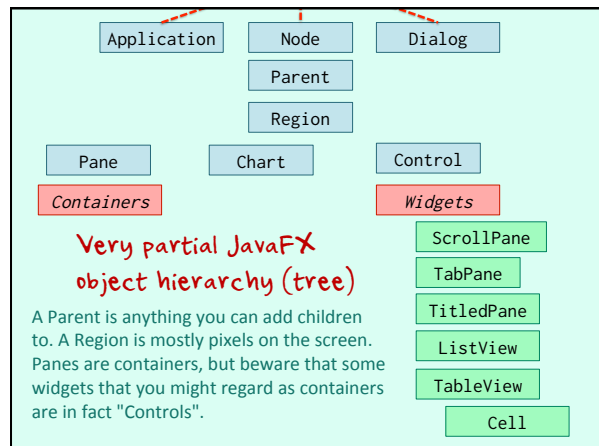 Application Node Dialog
Parent
Region
Pane Chart Control
Containers Widgets
Very partial JavaFX
object hierarchy (tree)
A Parent is anything you can add children
to. A Region is mostly pixels on the screen.
Panes are containers, but beware that some
widgets that you might regard as containers
are in fact "Controls".
ScrollPane
TabPane
TitledPane
ListView
TableView
Cell